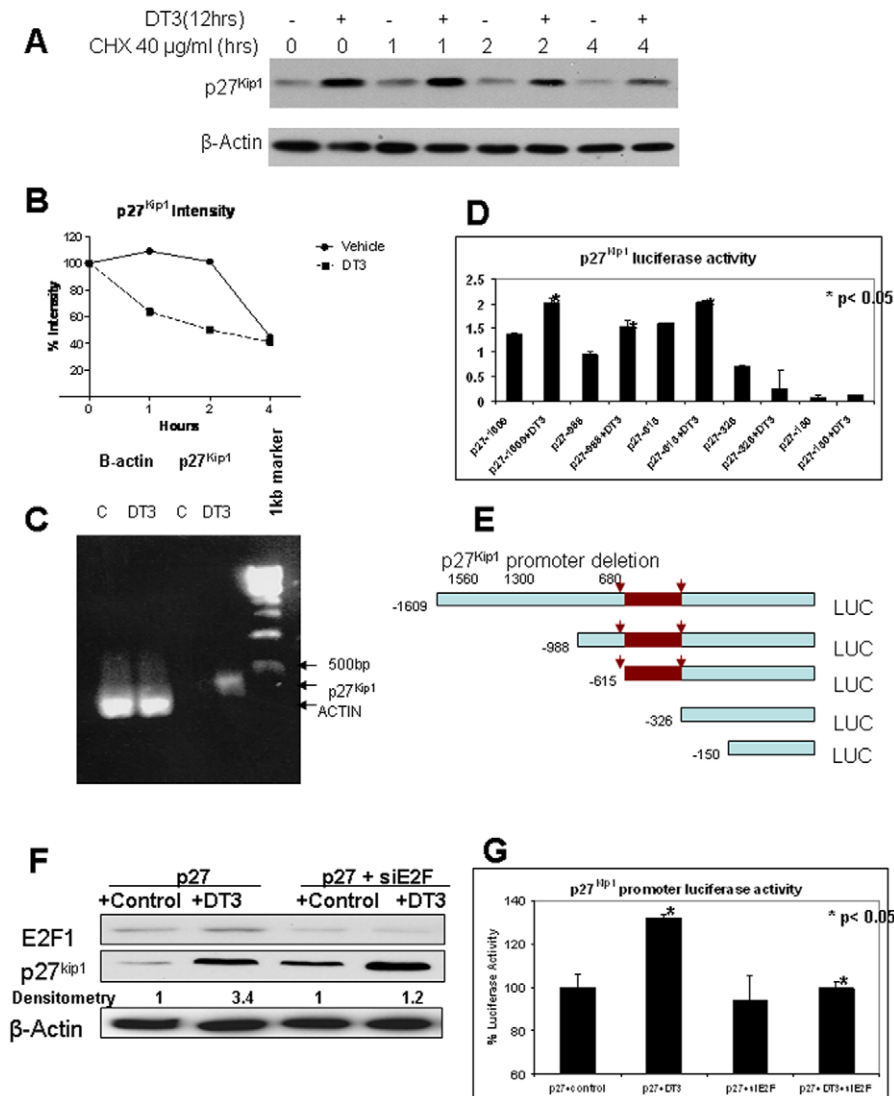 A
DT3(12hrs) - + - + - + - +
CHX 40 µg/ml (hrs) 0 0 1 1 2 2 4 4
p27Kip1
β-Actin
B
p27Kip1 Intensity
120
100
80
60
40
20
% Intensity
0 1 2 4
Hours
Vehicle
DT3
C
B-actin p27Kip1 1kb marker
C DT3 C DT3
500bp
p27Kip1
ACTIN
D
p27Kip1 luciferase activity
* p< 0.05
2.5
2
1.5
1
0.5
0
* * *
p27-1609 p27-1609+DT3 p27-988 p27-988+DT3 p27-615 p27-615+DT3 p27-326 p27-326+DT3 p27-150 p27-150+DT3
E
p27Kip1 promoter deletion
1560 1300 680
-1609 LUC
-988 LUC
-615 LUC
-326 LUC
-150 LUC
F
p27 p27 + siE2F
+Control +DT3 +Control +DT3
E2F1
p27kip1
Densitometry 1 3.4 1 1.2
β-Actin
G
p27Kip1 promoter luciferase activity
* p< 0.05
140
120
100
80
60
% Luciferase Activity
* *
p27+control p27+DT3 p27+siE2F p27+DT3+siE2F